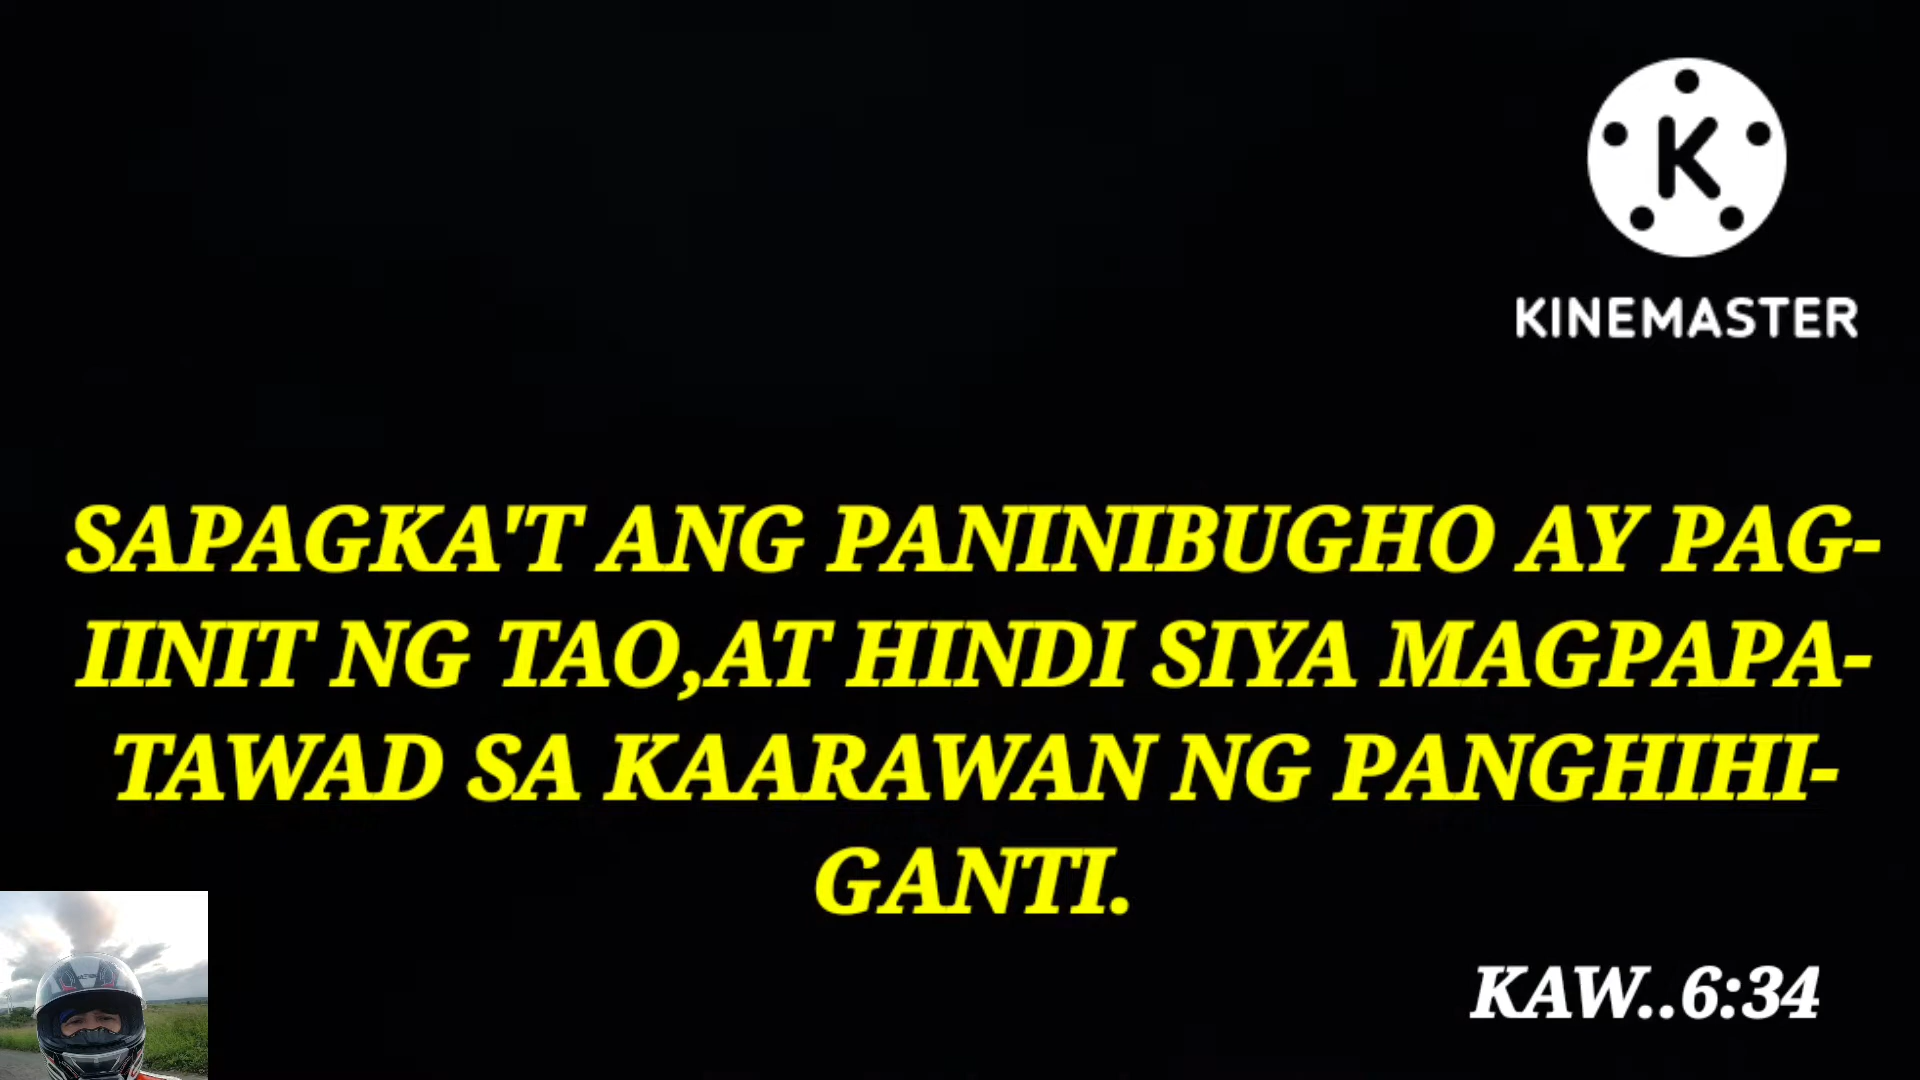 K
KINEMASTER
SAPAGKA'T ANG PANINIBUGHO AY PAG-
IINIT NG TAO,AT HINDI SIYA MAGPAPA-
TAWAD SA KAARAWAN NG PANGHIHI-
GANTI.
KAW..6:34